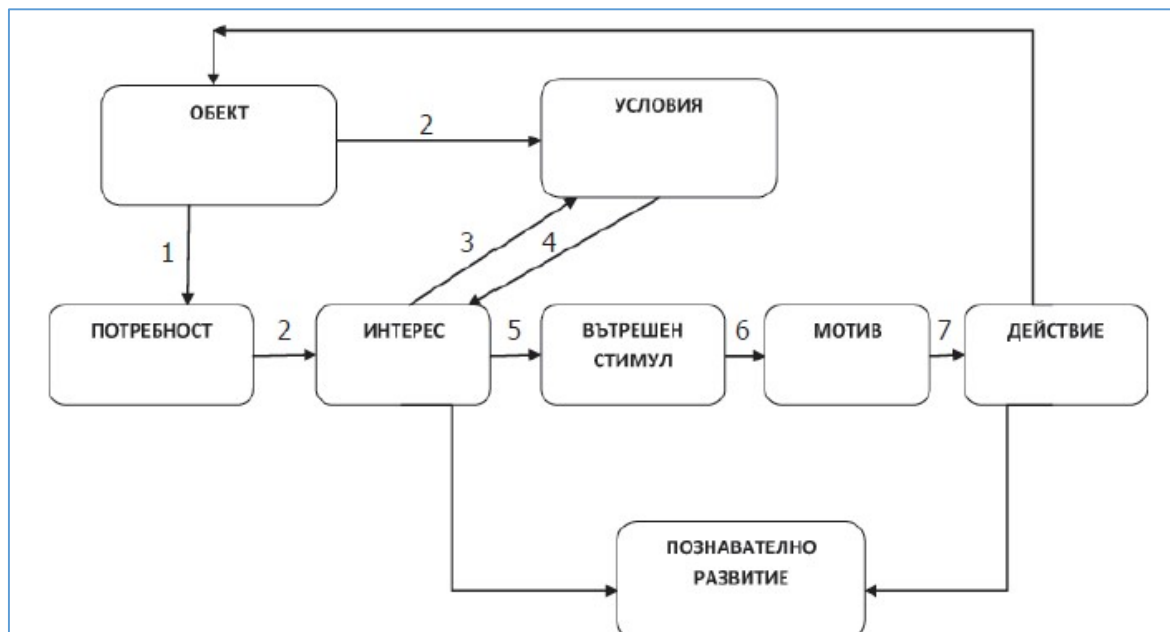 ОБЕКТ
УСЛОВИЯ
2
1
3
4
ПОТРЕБНОСТ
2
ИНТЕРЕС
5
ВЪТРЕШЕН
СТИМУЛ
6
МОТИВ
7
ДЕЙСТВИЕ
ПОЗНАВАТЕЛНО
РАЗВИТИЕ